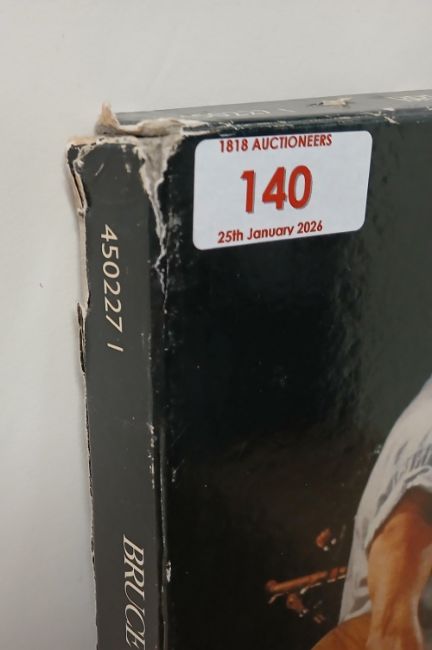 1818 AUCTIONEERS
140
25th January 2026
450227 1
BRUCE